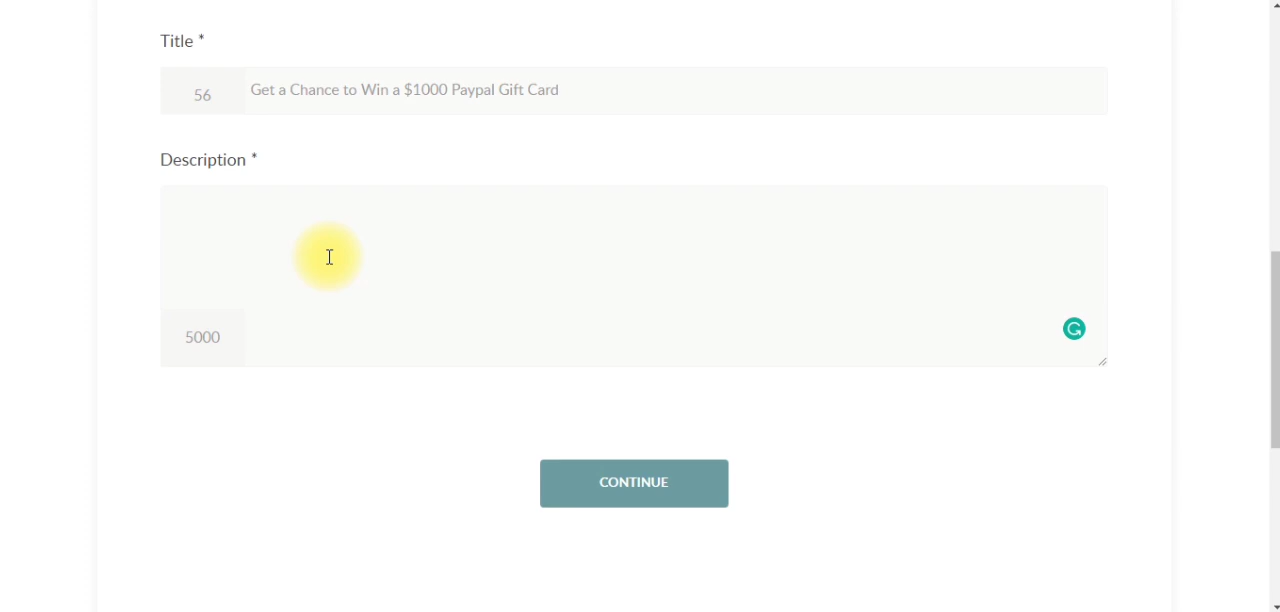 Title *
56
Get a Chance to Win a $1000 Paypal Gift Card
Description *
5000
CONTINUE